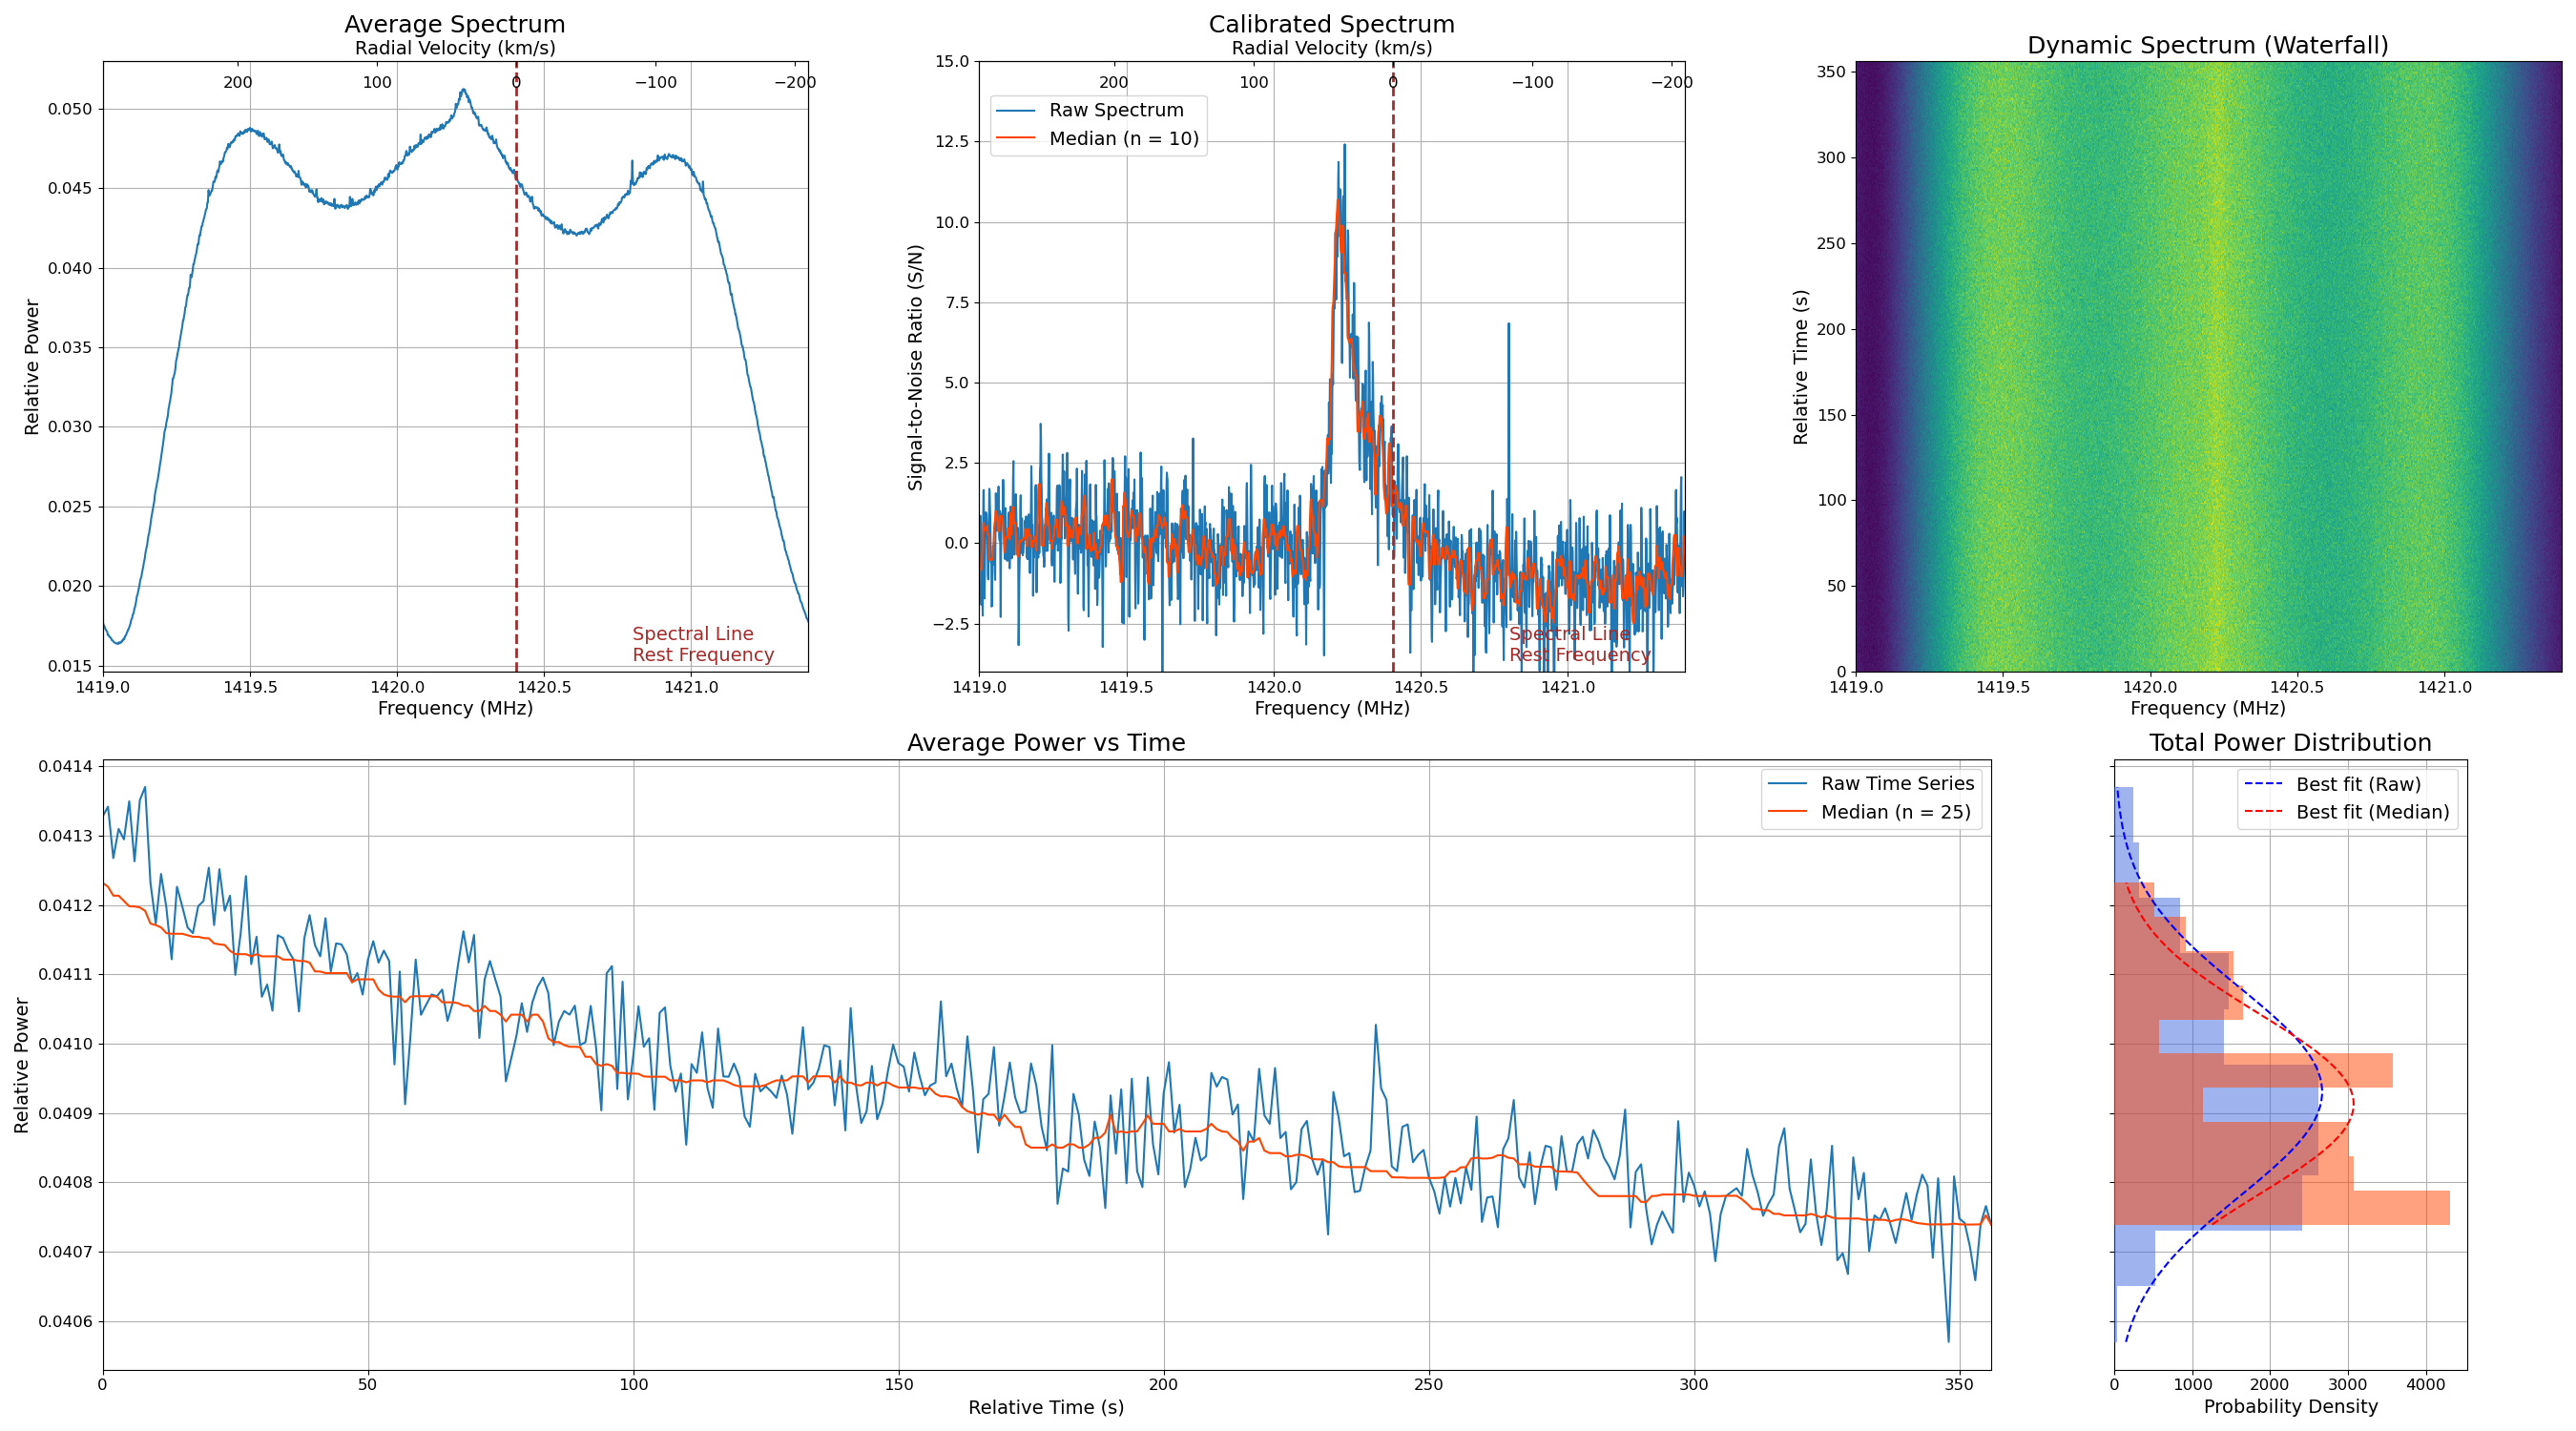 Average Spectrum
Radial Velocity (km/s)
200 100 0 −100 −200
0.050
0.045
0.040
0.035
0.030
0.025
0.020
0.015
Relative Power
Spectral Line
Rest Frequency
1419.0 1419.5 1420.0 1420.5 1421.0
Frequency (MHz)
Calibrated Spectrum
Radial Velocity (km/s)
200 100 0 −100 −200
Raw Spectrum
Median (n = 10)
15.0
12.5
10.0
7.5
5.0
2.5
0.0
−2.5
Signal-to-Noise Ratio (S/N)
Spectral Line
Rest Frequency
1419.0 1419.5 1420.0 1420.5 1421.0
Frequency (MHz)
Dynamic Spectrum (Waterfall)
350
300
250
200
150
100
50
0
Relative Time (s)
1419.0 1419.5 1420.0 1420.5 1421.0
Frequency (MHz)
Average Power vs Time
Raw Time Series
Median (n = 25)
0.0414
0.0413
0.0412
0.0411
0.0410
0.0409
0.0408
0.0407
0.0406
Relative Power
0 50 100 150 200 250 300 350
Relative Time (s)
Total Power Distribution
Best fit (Raw)
Best fit (Median)
0 1000 2000 3000 4000
Probability Density